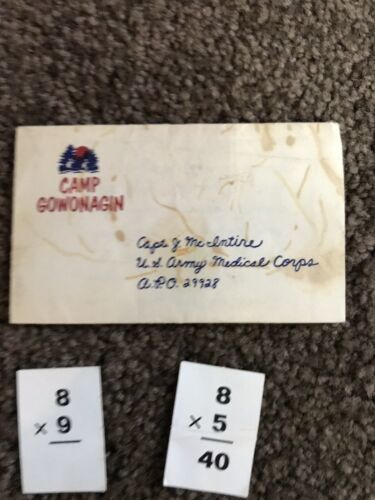 CAMP
GOWONAGIN
Capt J. McIntire
U.S. Army Medical Corps
A.P.O. 29928
8
x 9
8
x 5
40